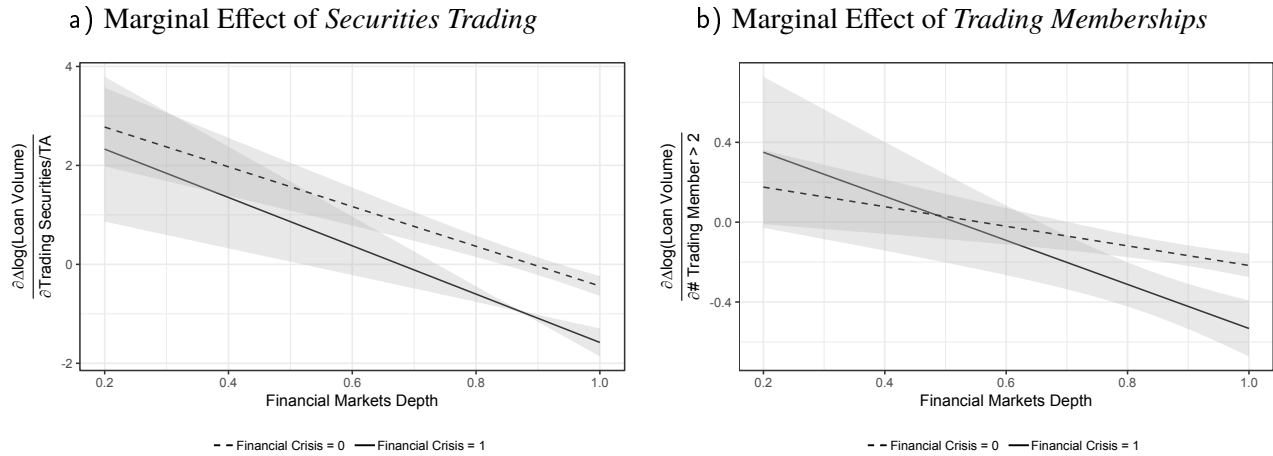 a) Marginal Effect of Securities Trading
4
2
0
-2
∂Δlog(Loan Volume)
∂Trading Securities/TA
0.2 0.4 0.6 0.8 1.0
Financial Markets Depth
Financial Crisis = 0 Financial Crisis = 1
b) Marginal Effect of Trading Memberships
0.4
0.0
-0.4
∂Δlog(Loan Volume)
∂# Trading Member > 2
0.2 0.4 0.6 0.8 1.0
Financial Markets Depth
Financial Crisis = 0 Financial Crisis = 1